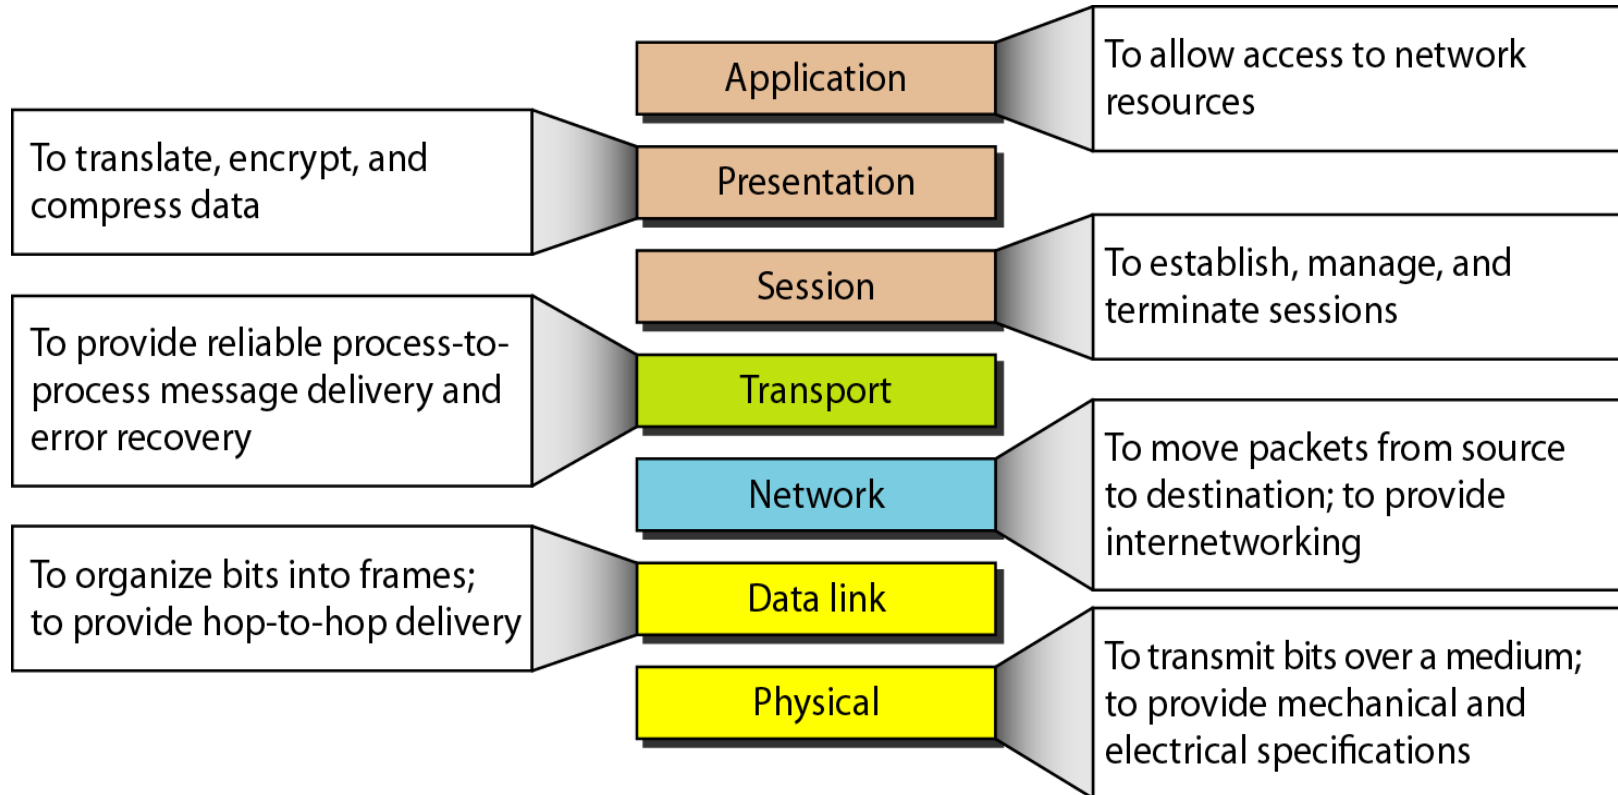 Application
To allow access to network
resources
To translate, encrypt, and
compress data
Presentation
Session
To establish, manage, and
terminate sessions
To provide reliable process-to-
process message delivery and
error recovery
Transport
Network
To move packets from source
to destination; to provide
internetworking
To organize bits into frames;
to provide hop-to-hop delivery
Data link
Physical
To transmit bits over a medium;
to provide mechanical and
electrical specifications